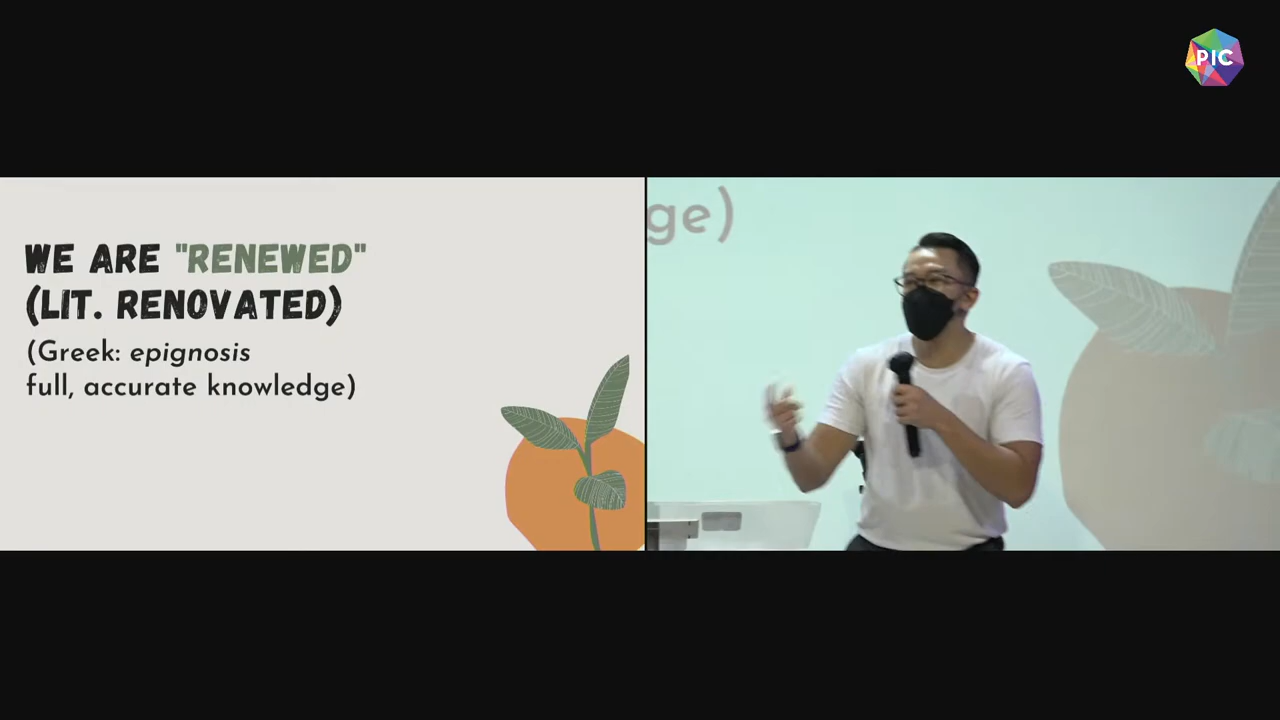 PIC
WE ARE "RENEWED"
(LIT. RENOVATED)
(Greek: epignosis
full, accurate knowledge)
ge)